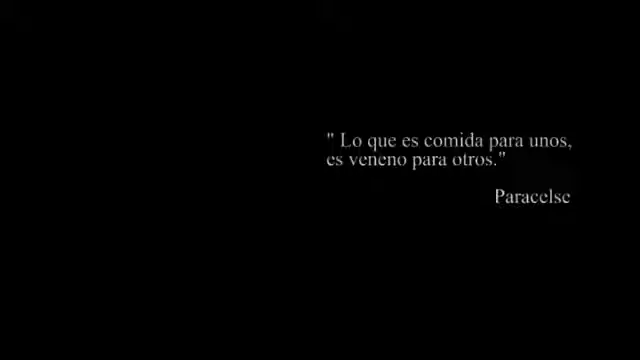 " Lo que es comida para unos,
es veneno para otros."
Paracelse